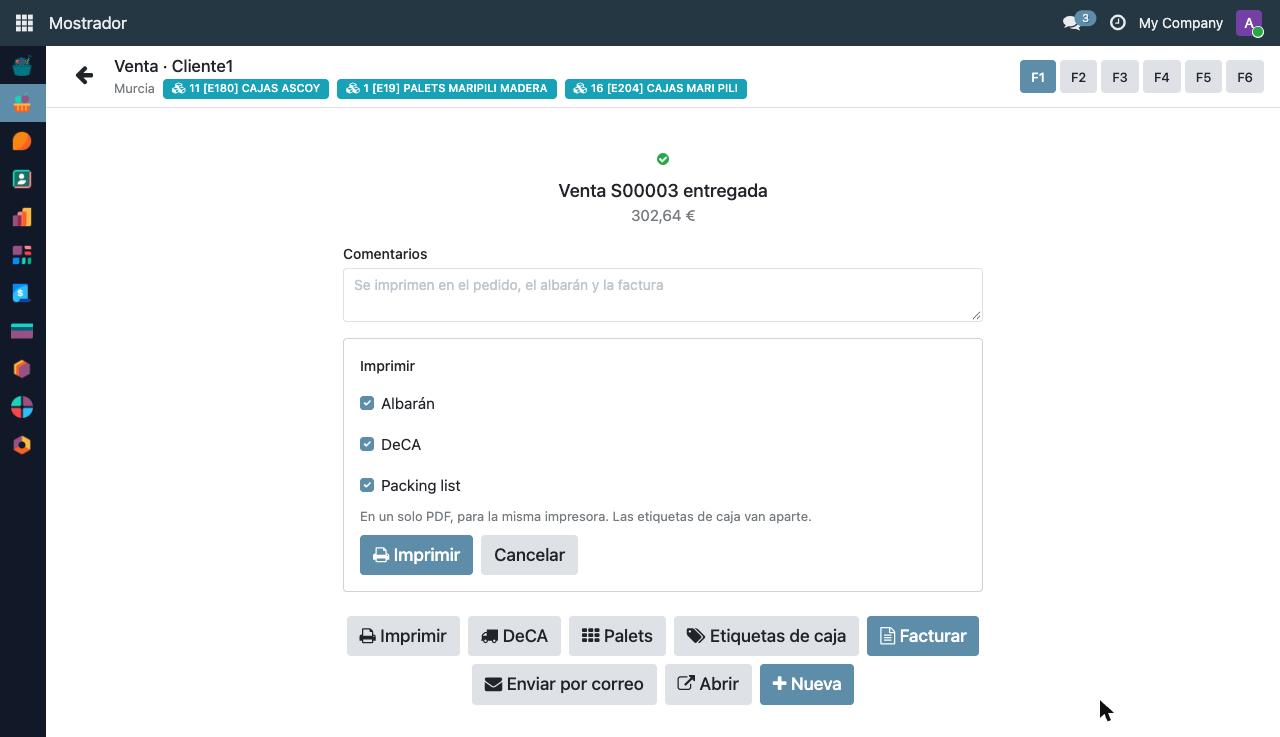 Mostrador
3
My Company
A
Venta · Cliente1
Murcia
11 [E180] CAJAS ASCOY
1 [E19] PALETS MARIPILI MADERA
16 [E204] CAJAS MARI PILI
F1
F2
F3
F4
F5
F6
Venta S00003 entregada
302,64 €
Comentarios
Se imprimen en el pedido, el albarán y la factura
Imprimir
Albarán
DeCA
Packing list
En un solo PDF, para la misma impresora. Las etiquetas de caja van aparte.
Imprimir
Cancelar
Imprimir
DeCA
Palets
Etiquetas de caja
Facturar
Enviar por correo
Abrir
Nueva